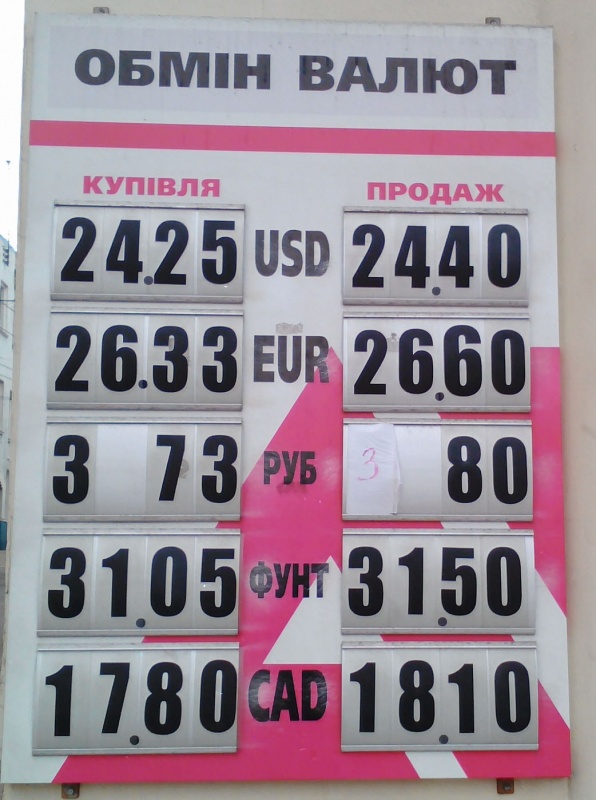 ОБМІН ВАЛЮТ
КУПІВЛЯ ПРОДАЖ
24.25 USD 24.40
26.33 EUR 26.60
3 73 РУБ 3 80
31.05 ФУНТ 31.50
17.80 CAD 18.10